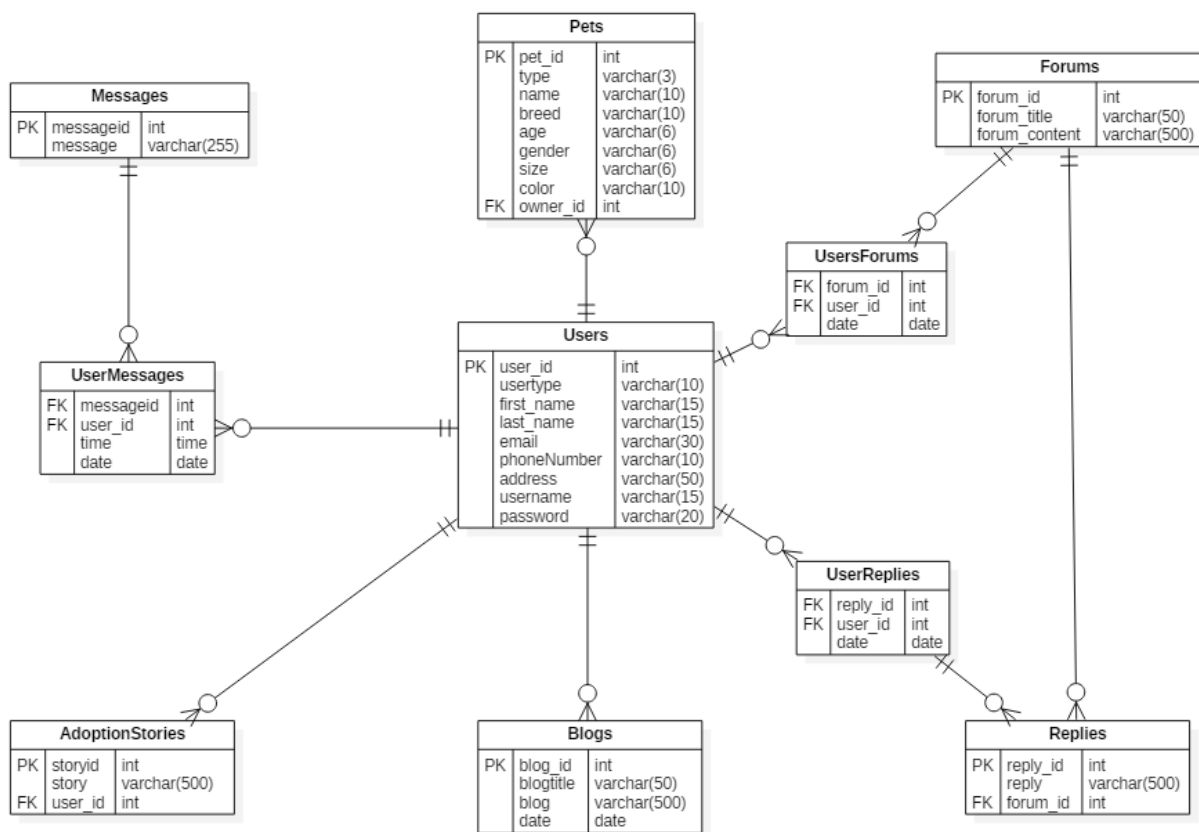 Pets
PK pet_id int
type varchar(3)
name varchar(10)
breed varchar(10)
age varchar(6)
gender varchar(6)
size varchar(6)
color varchar(10)
FK owner_id int
Messages
PK messageid int
message varchar(255)
Forums
PK forum_id int
forum_title varchar(50)
forum_content varchar(500)
UsersForums
FK forum_id int
FK user_id int
date date
Users
PK user_id int
usertype varchar(10)
first_name varchar(15)
last_name varchar(15)
email varchar(30)
phoneNumber varchar(10)
address varchar(50)
username varchar(15)
password varchar(20)
UserMessages
FK messageid int
FK user_id int
time time
date date
UserReplies
FK reply_id int
FK user_id int
date date
AdoptionStories
PK storyid int
story varchar(500)
FK user_id int
Blogs
PK blog_id int
blogtitle varchar(50)
blog varchar(500)
date date
Replies
PK reply_id int
reply varchar(500)
FK forum_id int